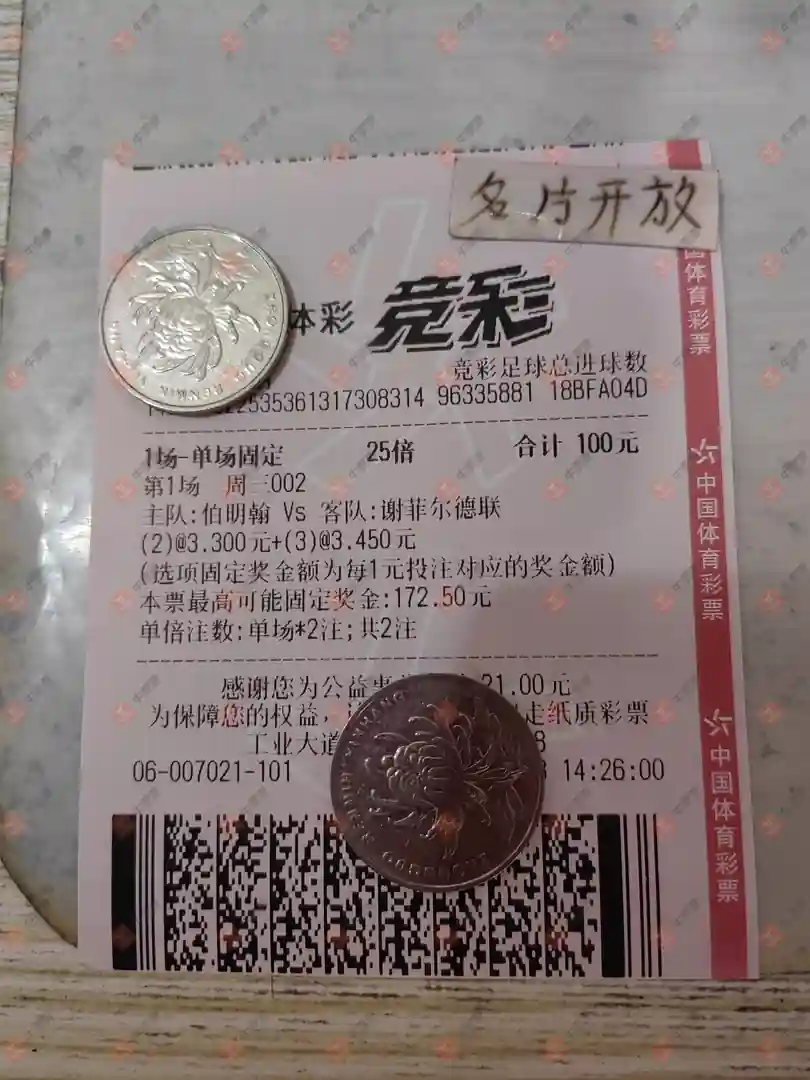 名片开放
体彩 竞彩
竞彩足球总进球数
2535361317308314 96335881 18BFA04D
1场-单场固定 25倍 合计 100元
第1场 周三002
主队:伯明翰 Vs 客队:谢菲尔德联
(2)@3.300元+(3)@3.450元
(选项固定奖金额为每1元投注对应的奖金额)
本票最高可能固定奖金:172.50元
单倍注数:单场*2注;共2注
感谢您为公益事 21.00元
为保障您的权益, 走纸质彩票
工业大道 8
06-007021-101 14:26:00
国体育彩票
中国体育彩票
中国体育彩票